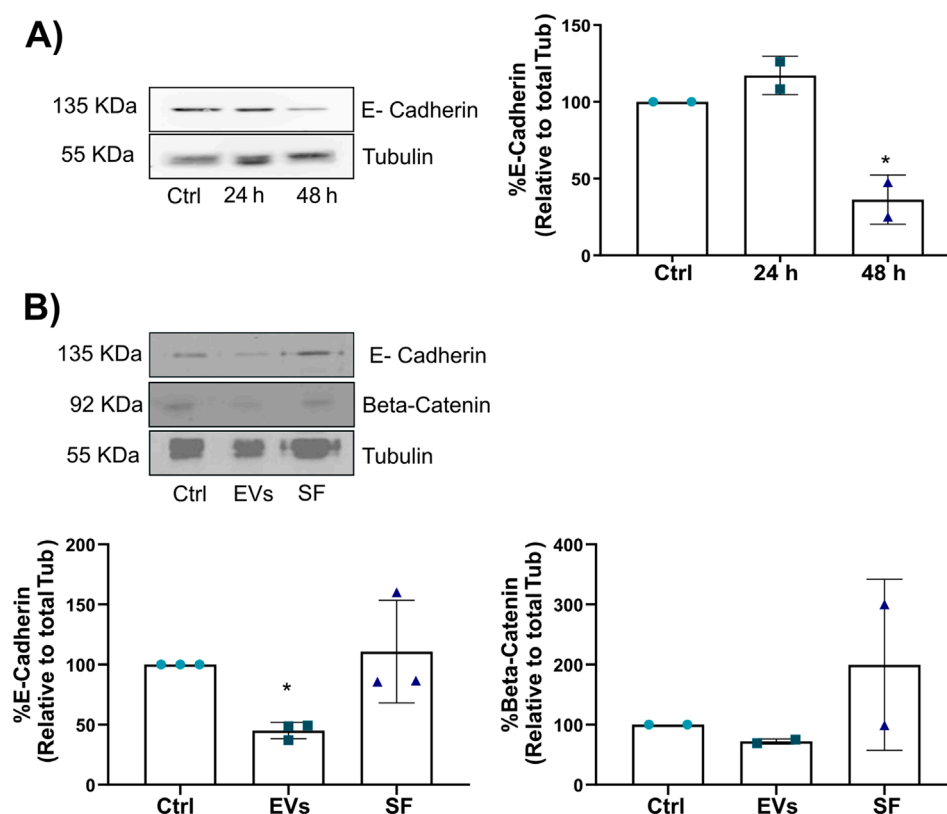 A)
135 KDa
E- Cadherin
55 KDa
Tubulin
Ctrl 24 h 48 h
%E-Cadherin
(Relative to total Tub)
150
100
50
0
*
Ctrl 24 h 48 h
B)
135 KDa
E- Cadherin
92 KDa
Beta-Catenin
55 KDa
Tubulin
Ctrl EVs SF
%E-Cadherin
(Relative to total Tub)
200
150
100
50
0
*
Ctrl EVs SF
%Beta-Catenin
(Relative to total Tub)
400
300
200
100
0
Ctrl EVs SF